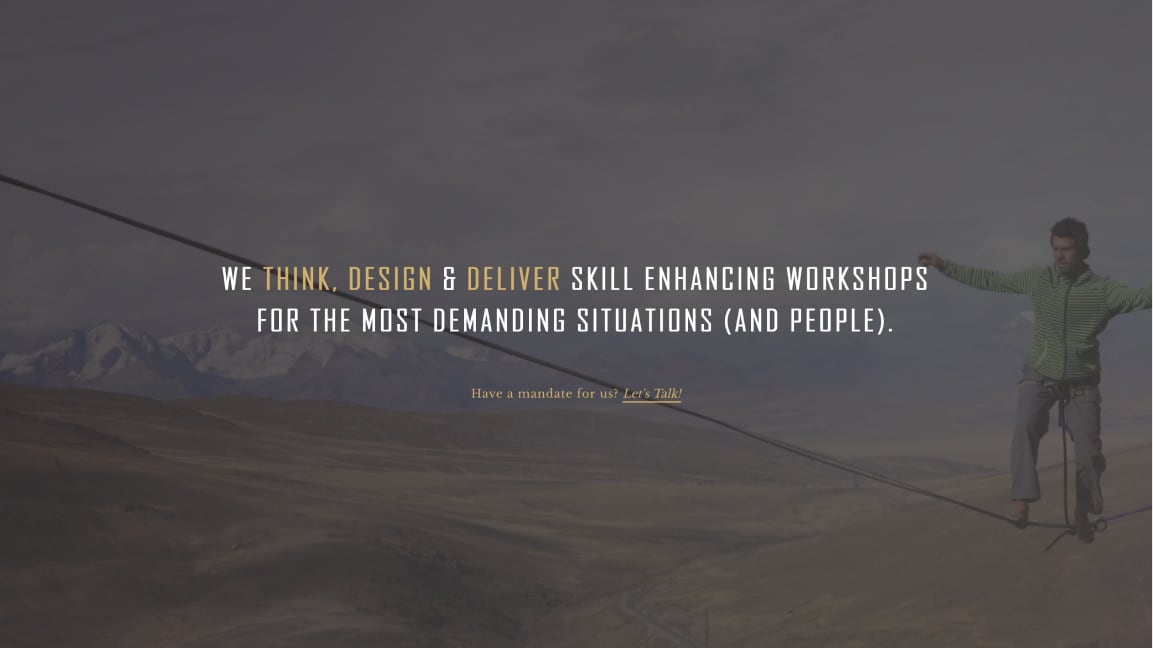 WE THINK, DESIGN & DELIVER SKILL ENHANCING WORKSHOPS
FOR THE MOST DEMANDING SITUATIONS (AND PEOPLE).
Have a mandate for us? Let's Talk!